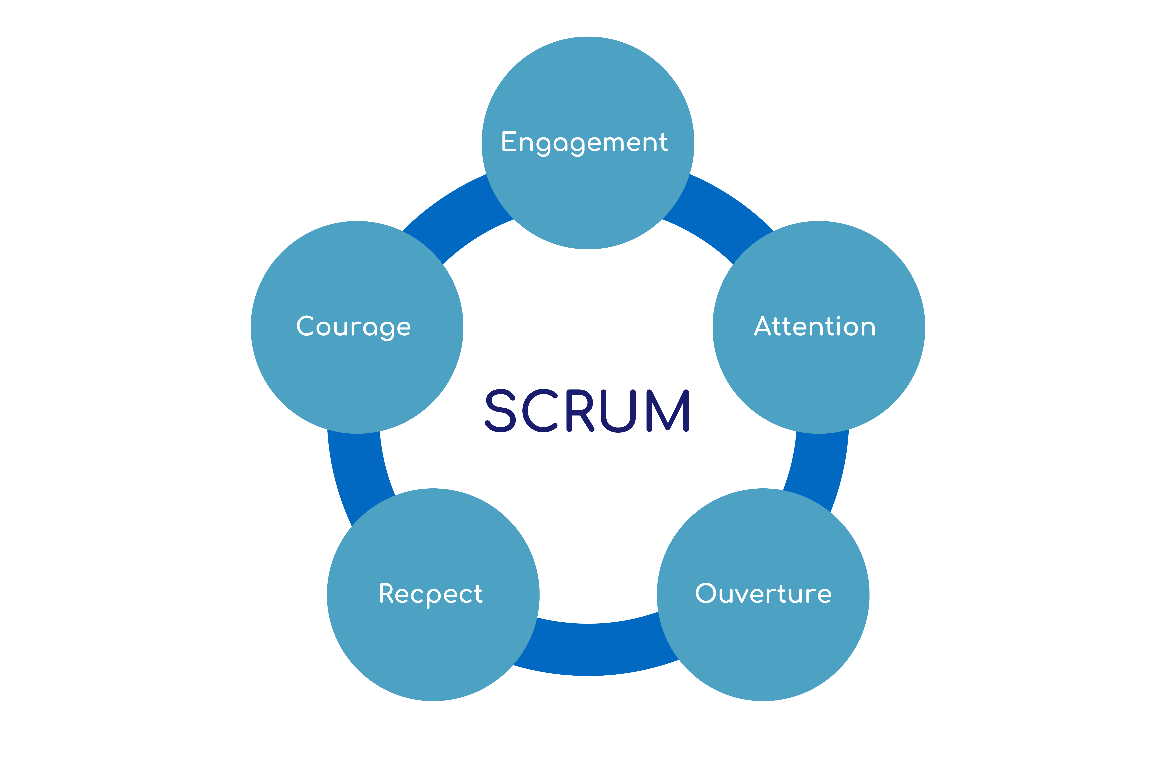 Engagement
Courage
Attention
SCRUM
Recpect
Ouverture